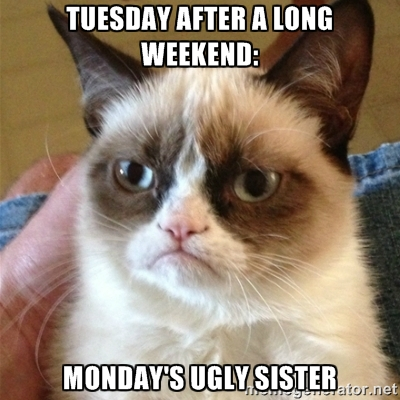 TUESDAY AFTER A LONG
WEEKEND:
MONDAY'S UGLY SISTER
memegenerator.net